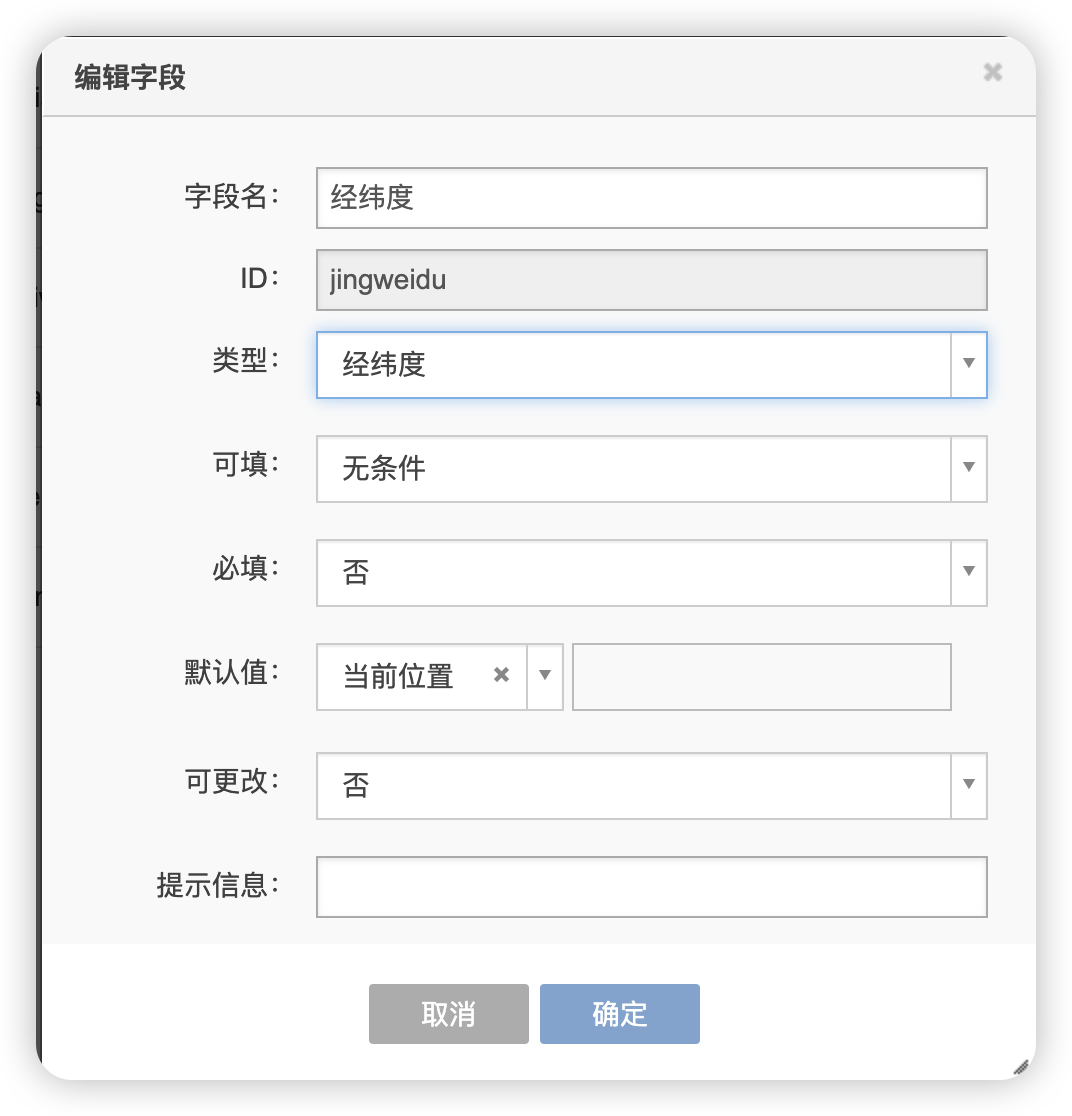 编辑字段
字段名： 经纬度
ID： jingweidu
类型： 经纬度
可填： 无条件
必填： 否
默认值： 当前位置
可更改： 否
提示信息：
取消 确定